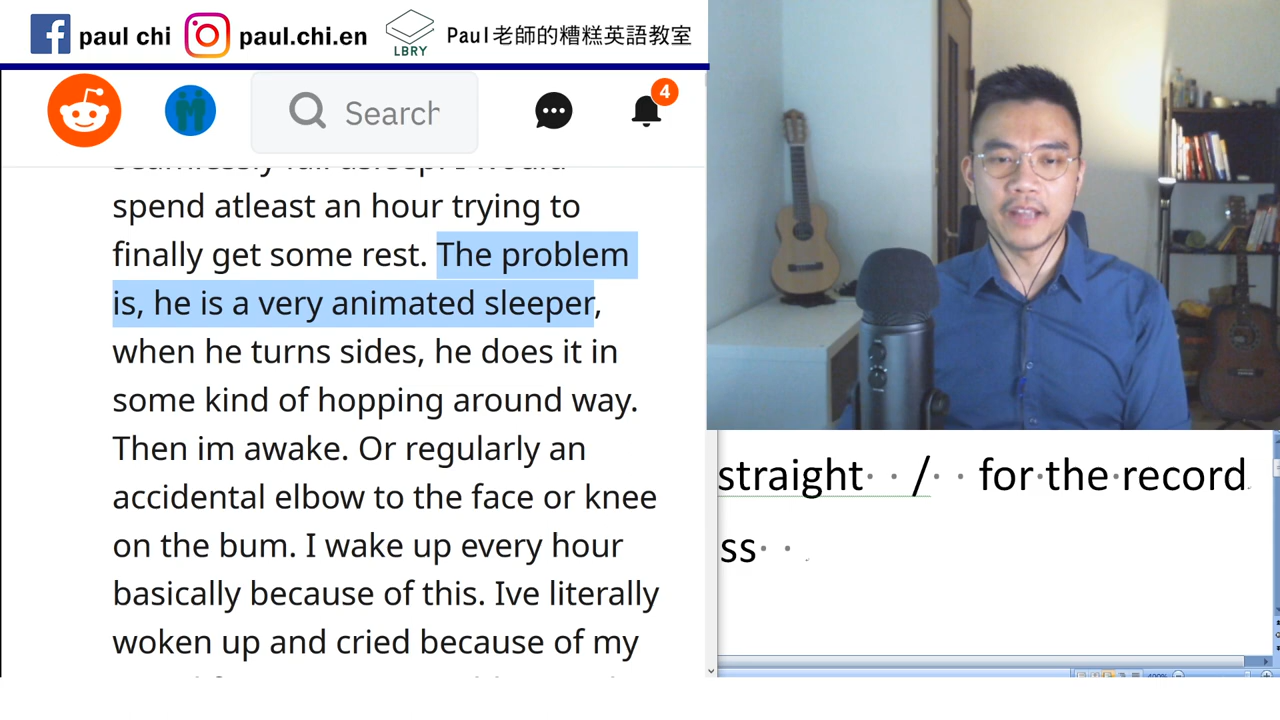 paul chi
paul.chi.en
LBRY
Paul老師的糟糕英語教室
Search
4
spend atleast an hour trying to
finally get some rest. The problem
is, he is a very animated sleeper,
when he turns sides, he does it in
some kind of hopping around way.
Then im awake. Or regularly an
accidental elbow to the face or knee
on the bum. I wake up every hour
basically because of this. Ive literally
woken up and cried because of my
straight / for the record
ss